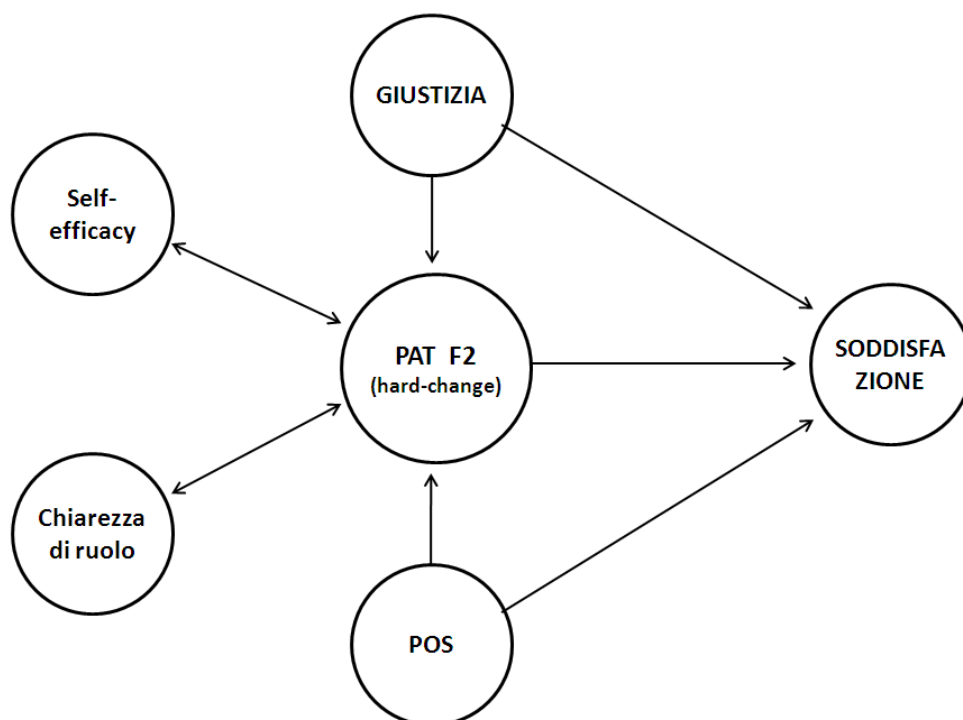 GIUSTIZIA
Self-
efficacy
PAT F2
(hard-change)
SODDISFA
ZIONE
Chiarezza
di ruolo
POS